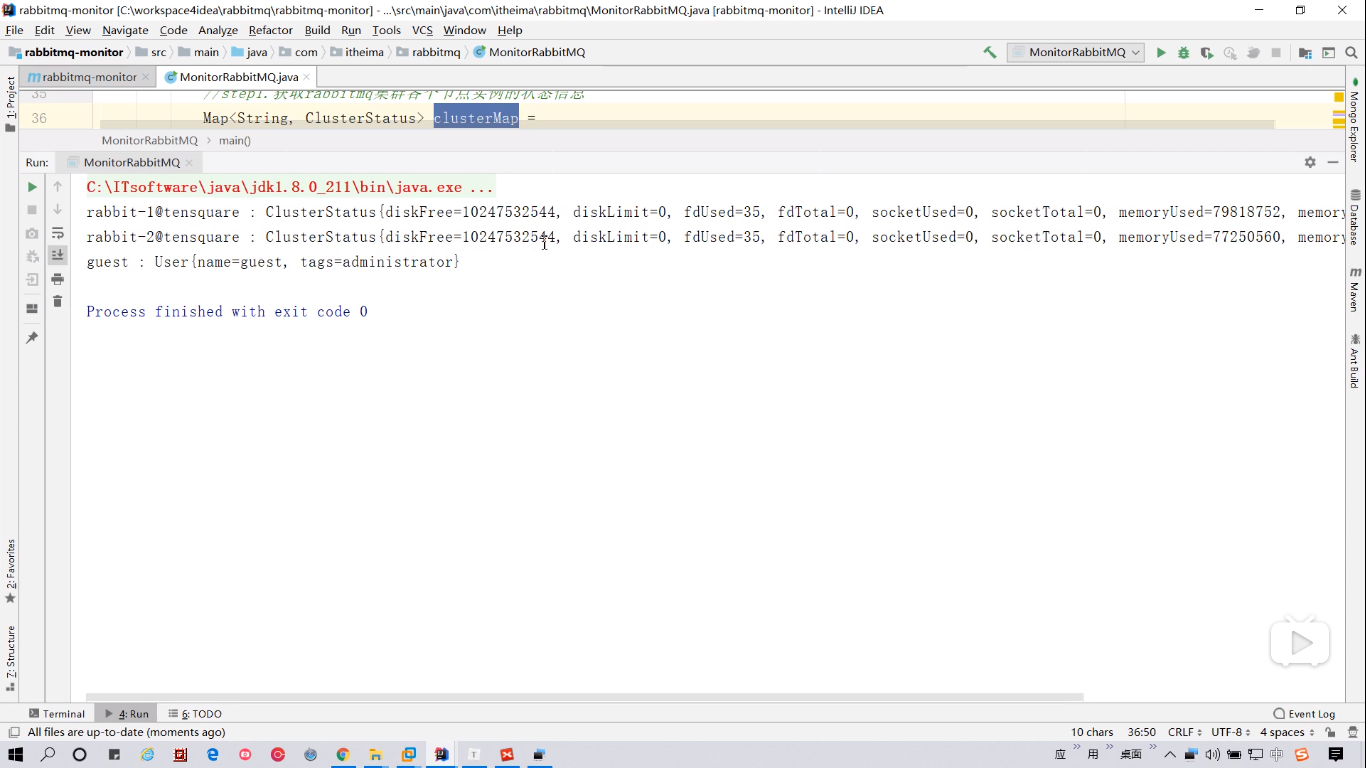 rabbitmq-monitor [C:\workspace4idea\rabbitmq\rabbitmq-monitor] - ...\src\main\java\com\itheima\rabbitmq\MonitorRabbitMQ.java [rabbitmq-monitor] - IntelliJ IDEA
File Edit View Navigate Code Analyze Refactor Build Run Tools VCS Window Help
rabbitmq-monitor src main java com itheima rabbitmq MonitorRabbitMQ
MonitorRabbitMQ
rabbitmq-monitor MonitorRabbitMQ.java
1: Project
35 //step1.获取rabbitmq集群各个节点实例的状态信息
36 Map<String, ClusterStatus> clusterMap =
MonitorRabbitMQ > main()
Run: MonitorRabbitMQ
C:\ITsoftware\java\jdk1.8.0_211\bin\java.exe ...
rabbit-1@tensquare : ClusterStatus{diskFree=10247532544, diskLimit=0, fdUsed=35, fdTotal=0, socketUsed=0, socketTotal=0, memoryUsed=79818752, memory
rabbit-2@tensquare : ClusterStatus{diskFree=10247532544, diskLimit=0, fdUsed=35, fdTotal=0, socketUsed=0, socketTotal=0, memoryUsed=77250560, memory
guest : User{name=guest, tags=administrator}
Process finished with exit code 0
Mongo Explorer
Database
Maven
Ant Build
2: Favorites
Z: Structure
Terminal 4: Run 6: TODO Event Log
All files are up-to-date (moments ago) 10 chars 36:50 CRLF UTF-8 4 spaces
应 用 桌面 中